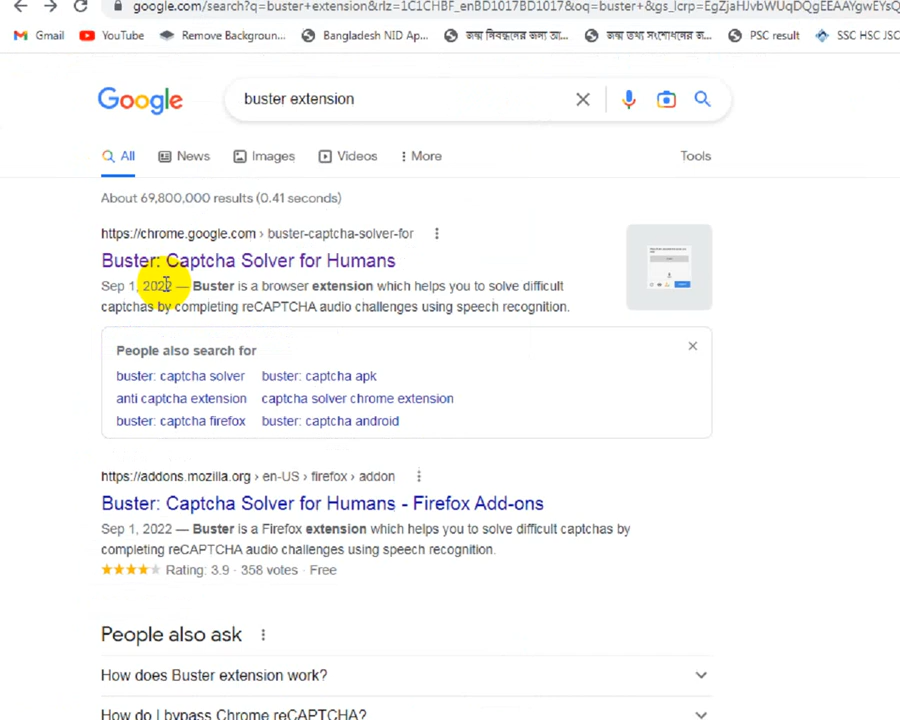 google.com/search?q=buster+extension&rlz=1C1CHBF_enBD1017BD1017&oq=buster+&gs_lcrp=EgZjaHJvbWUqDQgEEAAYgwEYsQ
Gmail YouTube Remove Backgroun... Bangladesh NID Ap... জন্ম নিবন্ধনের জন্য আ... জন্ম তথ্য সংশোধনের জ... PSC result SSC HSC JSC
Google
buster extension
All News Images Videos More Tools
About 69,800,000 results (0.41 seconds)
https://chrome.google.com › buster-captcha-solver-for
Buster: Captcha Solver for Humans
Sep 1, 2022 — Buster is a browser extension which helps you to solve difficult
captchas by completing reCAPTCHA audio challenges using speech recognition.
People also search for
buster: captcha solver buster: captcha apk
anti captcha extension captcha solver chrome extension
buster: captcha firefox buster: captcha android
https://addons.mozilla.org › en-US › firefox › addon
Buster: Captcha Solver for Humans - Firefox Add-ons
Sep 1, 2022 — Buster is a Firefox extension which helps you to solve difficult captchas by
completing reCAPTCHA audio challenges using speech recognition.
Rating: 3.9 · 358 votes · Free
People also ask
How does Buster extension work?
How do I bypass Chrome reCAPTCHA?